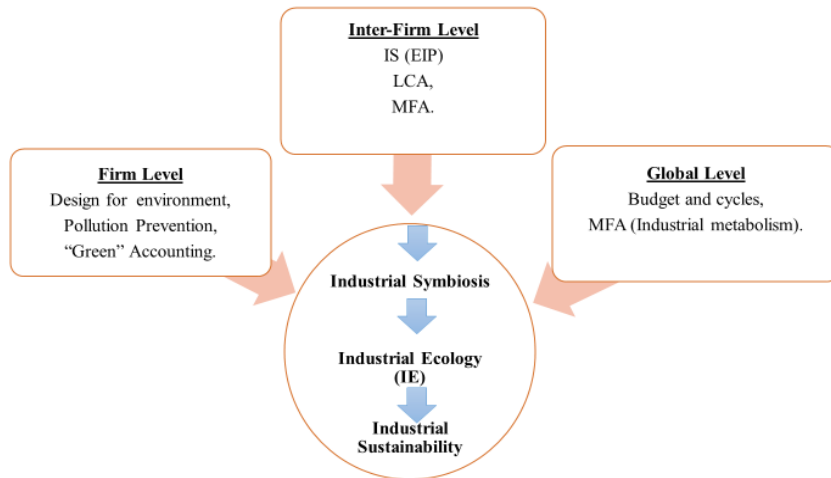 Inter-Firm Level
IS (EIP)
LCA,
MFA.
Firm Level
Design for environment,
Pollution Prevention,
“Green” Accounting.
Global Level
Budget and cycles,
MFA (Industrial metabolism).
Industrial Symbiosis
Industrial Ecology
(IE)
Industrial
Sustainability